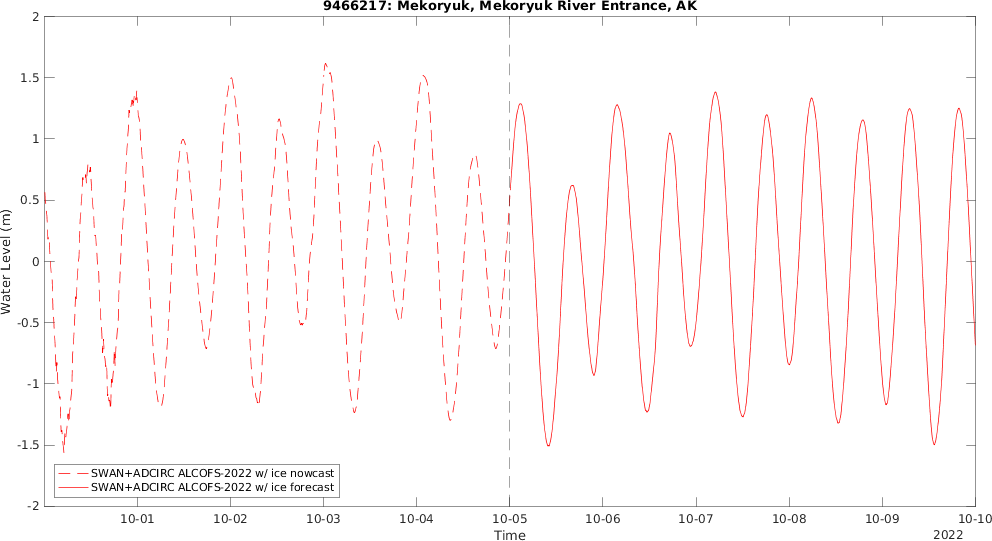 9466217: Mekoryuk, Mekoryuk River Entrance, AK
2
1.5
1
0.5
0
-0.5
-1
-1.5
-2
Water Level (m)
SWAN+ADCIRC ALCOFS-2022 w/ ice nowcast
SWAN+ADCIRC ALCOFS-2022 w/ ice forecast
10-01 10-02 10-03 10-04 10-05 10-06 10-07 10-08 10-09 10-10
Time
2022